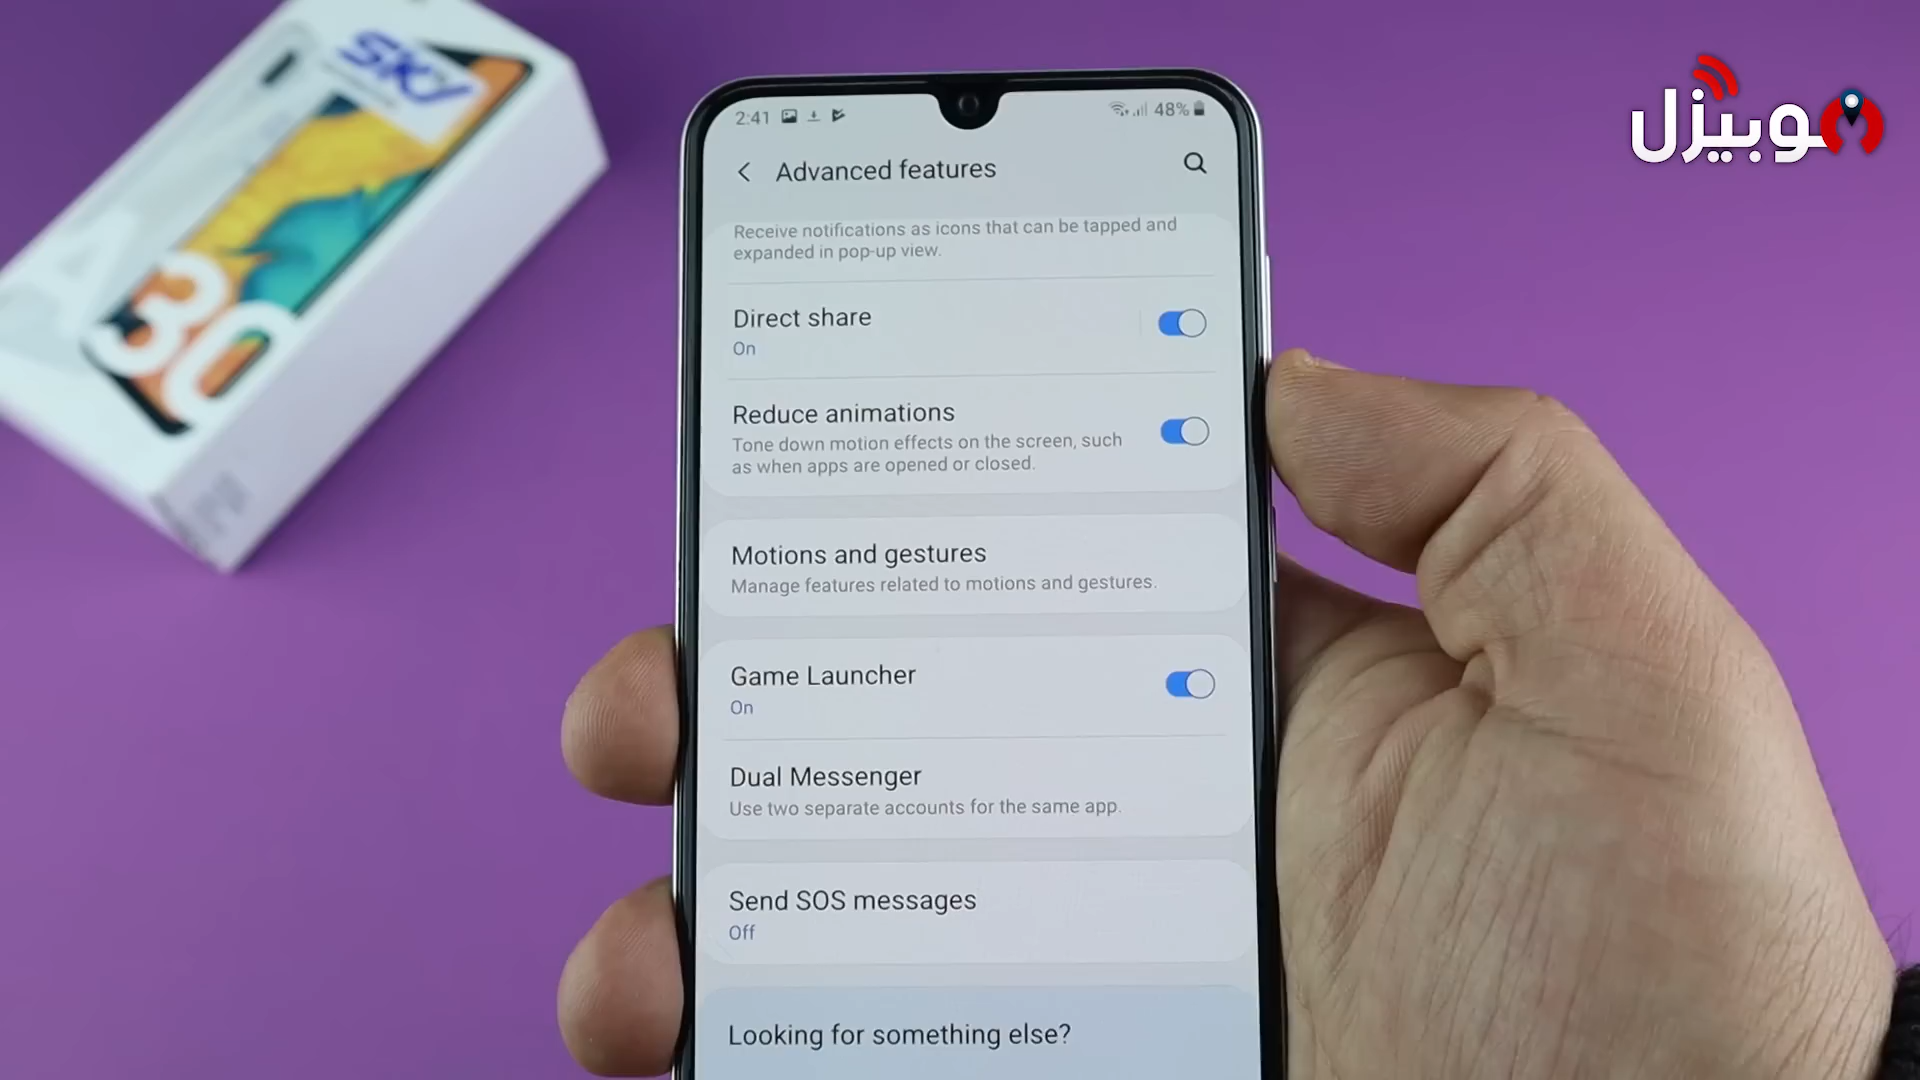 SKY
A30
موبيزل
2:41
48%
Advanced features
Receive notifications as icons that can be tapped and
expanded in pop-up view.
Direct share
On
Reduce animations
Tone down motion effects on the screen, such
as when apps are opened or closed.
Motions and gestures
Manage features related to motions and gestures.
Game Launcher
On
Dual Messenger
Use two separate accounts for the same app.
Send SOS messages
Off
Looking for something else?